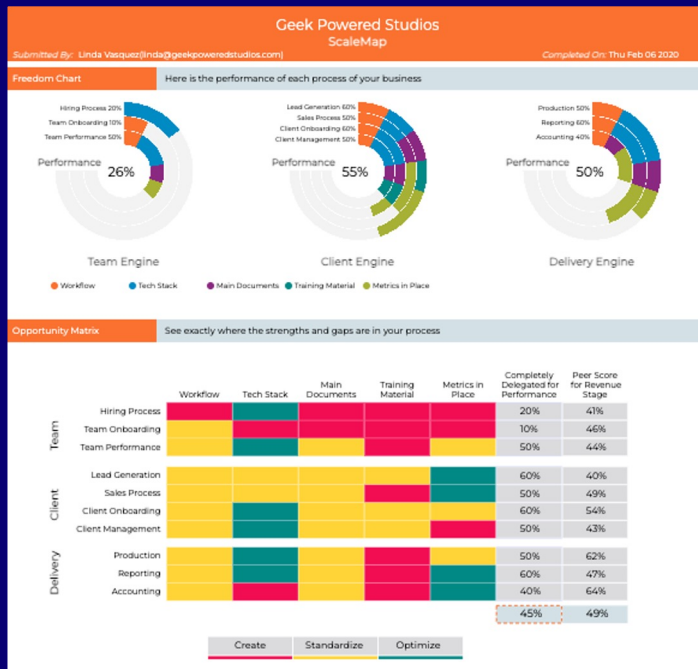 Geek Powered Studios
ScaleMap
Submitted By: Linda Vasquez(linda@geekpoweredstudios.com)
Completed On: Thu Feb 06 2020
Freedom Chart
Here is the performance of each process of your business
Hiring Process 20%
Team Onboarding 10%
Team Performance 50%
Performance
26%
Team Engine
Lead Generation 60%
Sales Process 50%
Client Onboarding 60%
Client Management 50%
Performance
55%
Client Engine
Production 50%
Reporting 60%
Accounting 40%
Performance
50%
Delivery Engine
Workflow Tech Stack Main Documents Training Material Metrics in Place
Opportunity Matrix
See exactly where the strengths and gaps are in your process
Workflow
Tech Stack
Main
Documents
Training
Material
Metrics in
Place
Completely
Delegated for
Performance
Peer Score
for Revenue
Stage
Team
Hiring Process 20% 41%
Team Onboarding 10% 46%
Team Performance 50% 44%
Client
Lead Generation 60% 40%
Sales Process 50% 49%
Client Onboarding 60% 54%
Client Management 50% 43%
Delivery
Production 50% 62%
Reporting 60% 47%
Accounting 40% 64%
45% 49%
Create Standardize Optimize